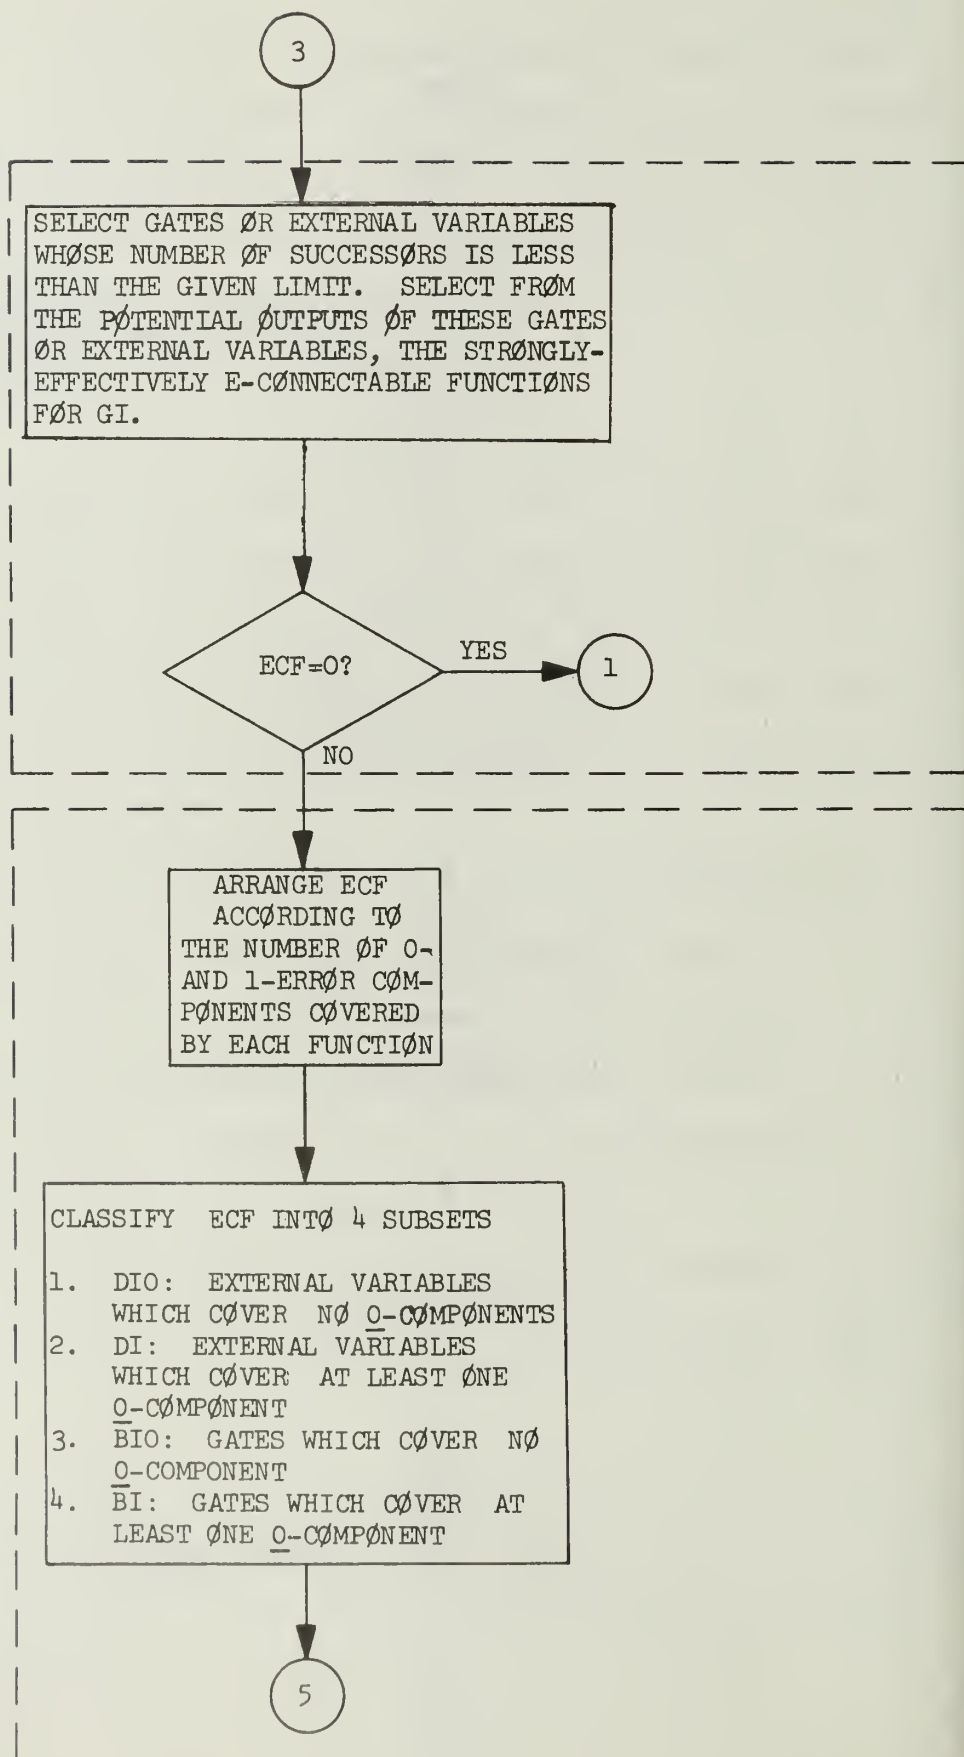 3
SELECT GATES ØR EXTERNAL VARIABLES
WHØSE NUMBER ØF SUCCESSØRS IS LESS
THAN THE GIVEN LIMIT. SELECT FRØM
THE PØTENTIAL ØUTPUTS ØF THESE GATES
ØR EXTERNAL VARIABLES, THE STRØNGLY-
EFFECTIVELY E-CØNNECTABLE FUNCTIØNS
FØR GI.
ECF=0?
YES
1
NO
ARRANGE ECF
ACCØRDING TØ
THE NUMBER ØF 0-
AND 1-ERRØR CØM-
PØNENTS CØVERED
BY EACH FUNCTIØN
CLASSIFY ECF INTØ 4 SUBSETS
1. DIO: EXTERNAL VARIABLES
WHICH CØVER NØ 0-CØMPØNENTS
2. DI: EXTERNAL VARIABLES
WHICH CØVER AT LEAST ØNE
0-CØMPØNENT
3. BIO: GATES WHICH CØVER NØ
0-COMPONENT
4. BI: GATES WHICH CØVER AT
LEAST ØNE 0-CØMPØNENT
5